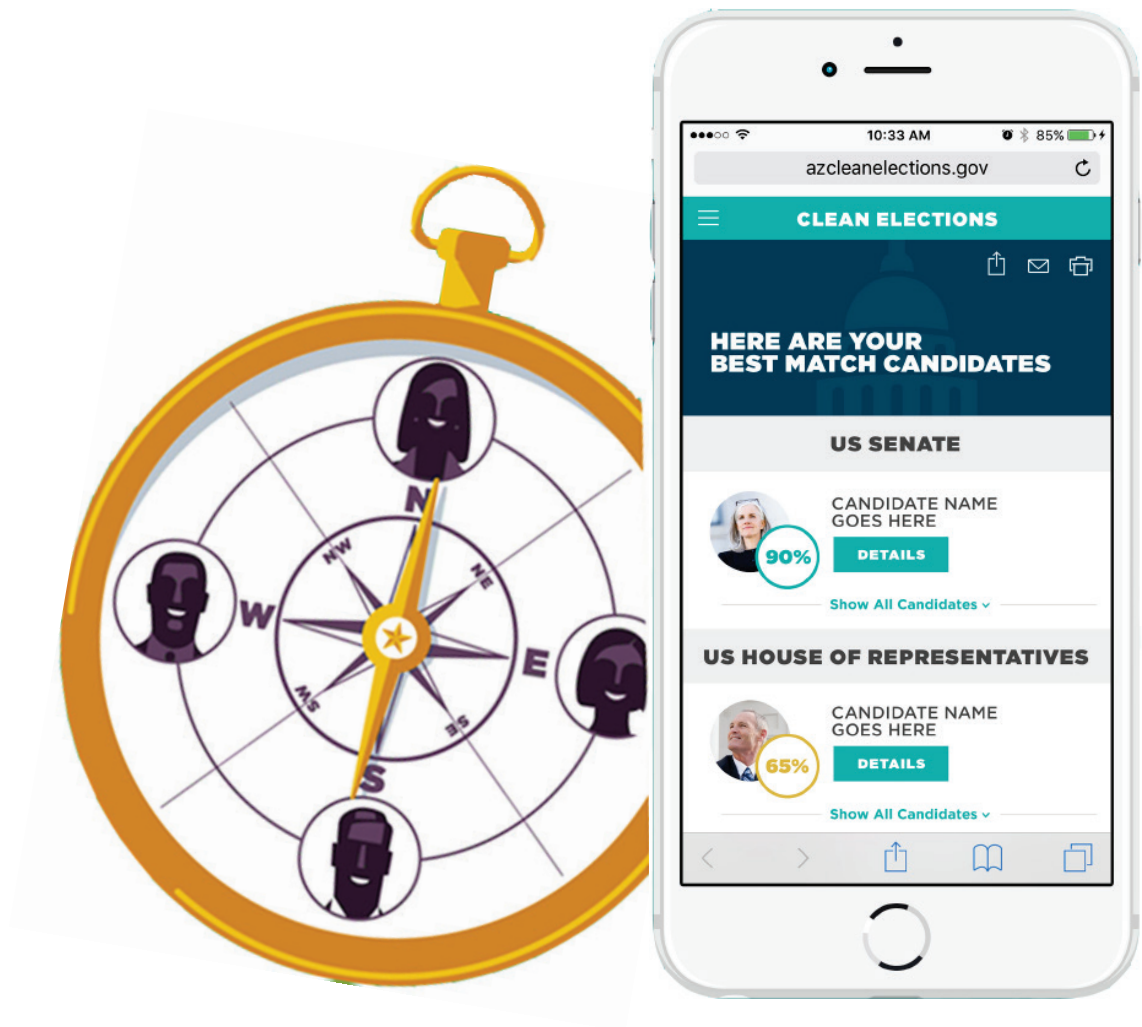 N
NW
NE
W
E
SW
SE
S
10:33 AM
85%
azcleanelections.gov
CLEAN ELECTIONS
HERE ARE YOUR
BEST MATCH CANDIDATES
US SENATE
CANDIDATE NAME
GOES HERE
90%
DETAILS
Show All Candidates
US HOUSE OF REPRESENTATIVES
CANDIDATE NAME
GOES HERE
65%
DETAILS
Show All Candidates